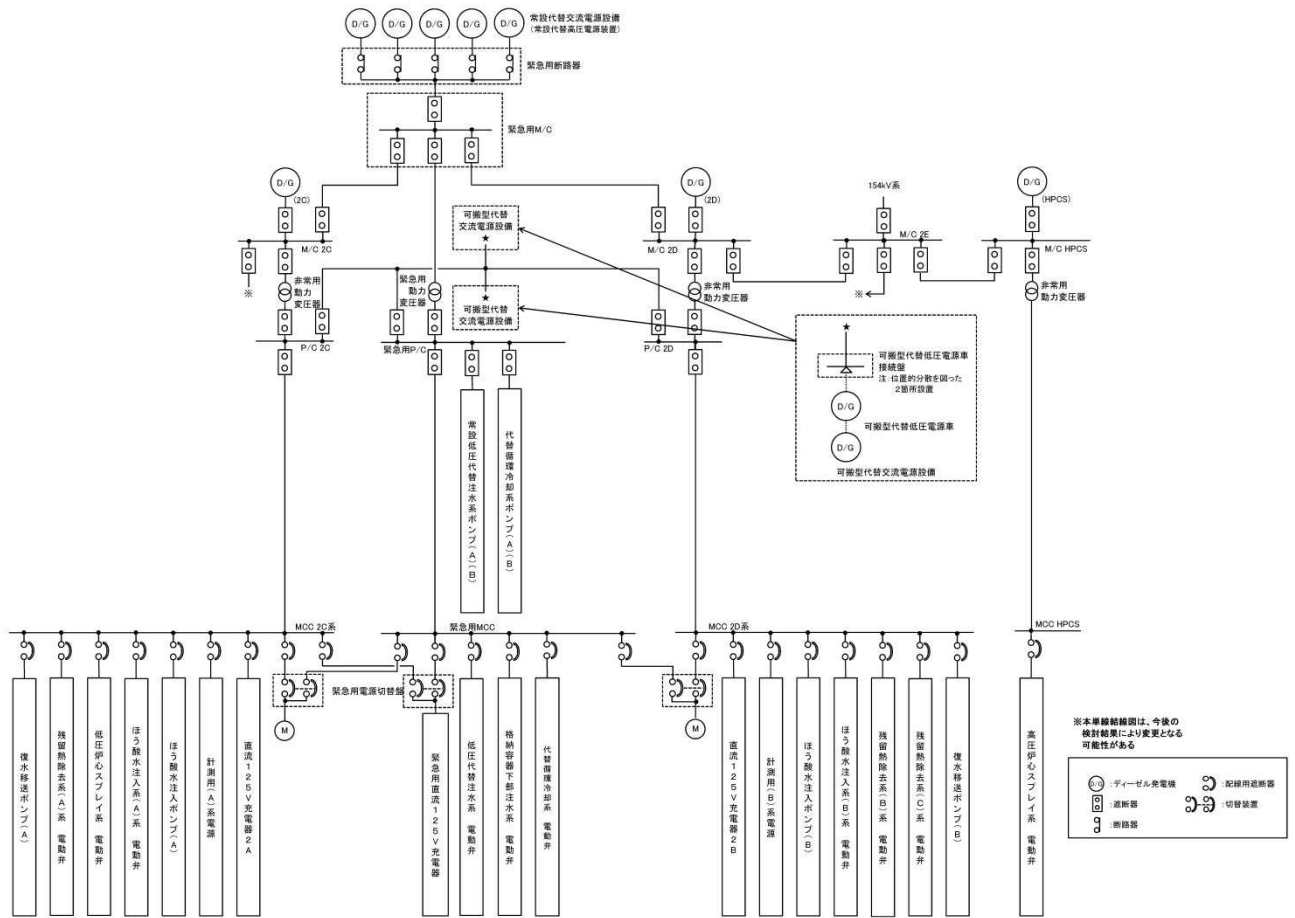 D/G
D/G
D/G
D/G
D/G
常設代替交流電源設備
(常設代替高圧電源装置)
緊急用断路器
緊急用M/C
D/G
(2C)
D/G
(2D)
154kV系
D/G
(HPCS)
可搬型代替
交流電源設備
★
M/C 2C
M/C 2D
M/C 2E
M/C HPCS
※
非常用
動力
変圧器
緊急用
動力
変圧器
★
可搬型代替
交流電源設備
非常用
動力変圧器
※
非常用
動力変圧器
P/C 2C
緊急用P/C
P/C 2D
★
可搬型代替低圧電源車
接続盤
注:位置的分散を図った
2箇所設置
D/G
可搬型代替低圧電源車
D/G
可搬型代替交流電源設備
常設低圧代替注水系ポンプ(A)(B)
代替循環冷却系ポンプ(A)(B)
MCC 2C系
緊急用MCC
MCC 2D系
MCC HPCS
緊急用電源切替盤
M
M
復水移送ポンプ(A)
残留熱除去系(A)系 電動弁
低圧炉心スプレイ系 電動弁
ほう酸水注入系(A)系 電動弁
ほう酸水注入ポンプ(A)
計測用(A)系電源
直流125V充電器2A
緊急用直流125V充電器
低圧代替注水系 電動弁
格納容器下部注水系 電動弁
代替循環冷却系 電動弁
直流125V充電器2B
計測用(B)系電源
ほう酸水注入ポンプ(B)
ほう酸水注入系(B)系 電動弁
残留熱除去系(B)系 電動弁
残留熱除去系(C)系 電動弁
復水移送ポンプ(B)
高圧炉心スプレイ系 電動弁
※本単線結線図は、今後の
検討結果により変更となる
可能性がある
D/G :ディーゼル発電機
:配線用遮断器
:遮断器
:切替装置
:断路器